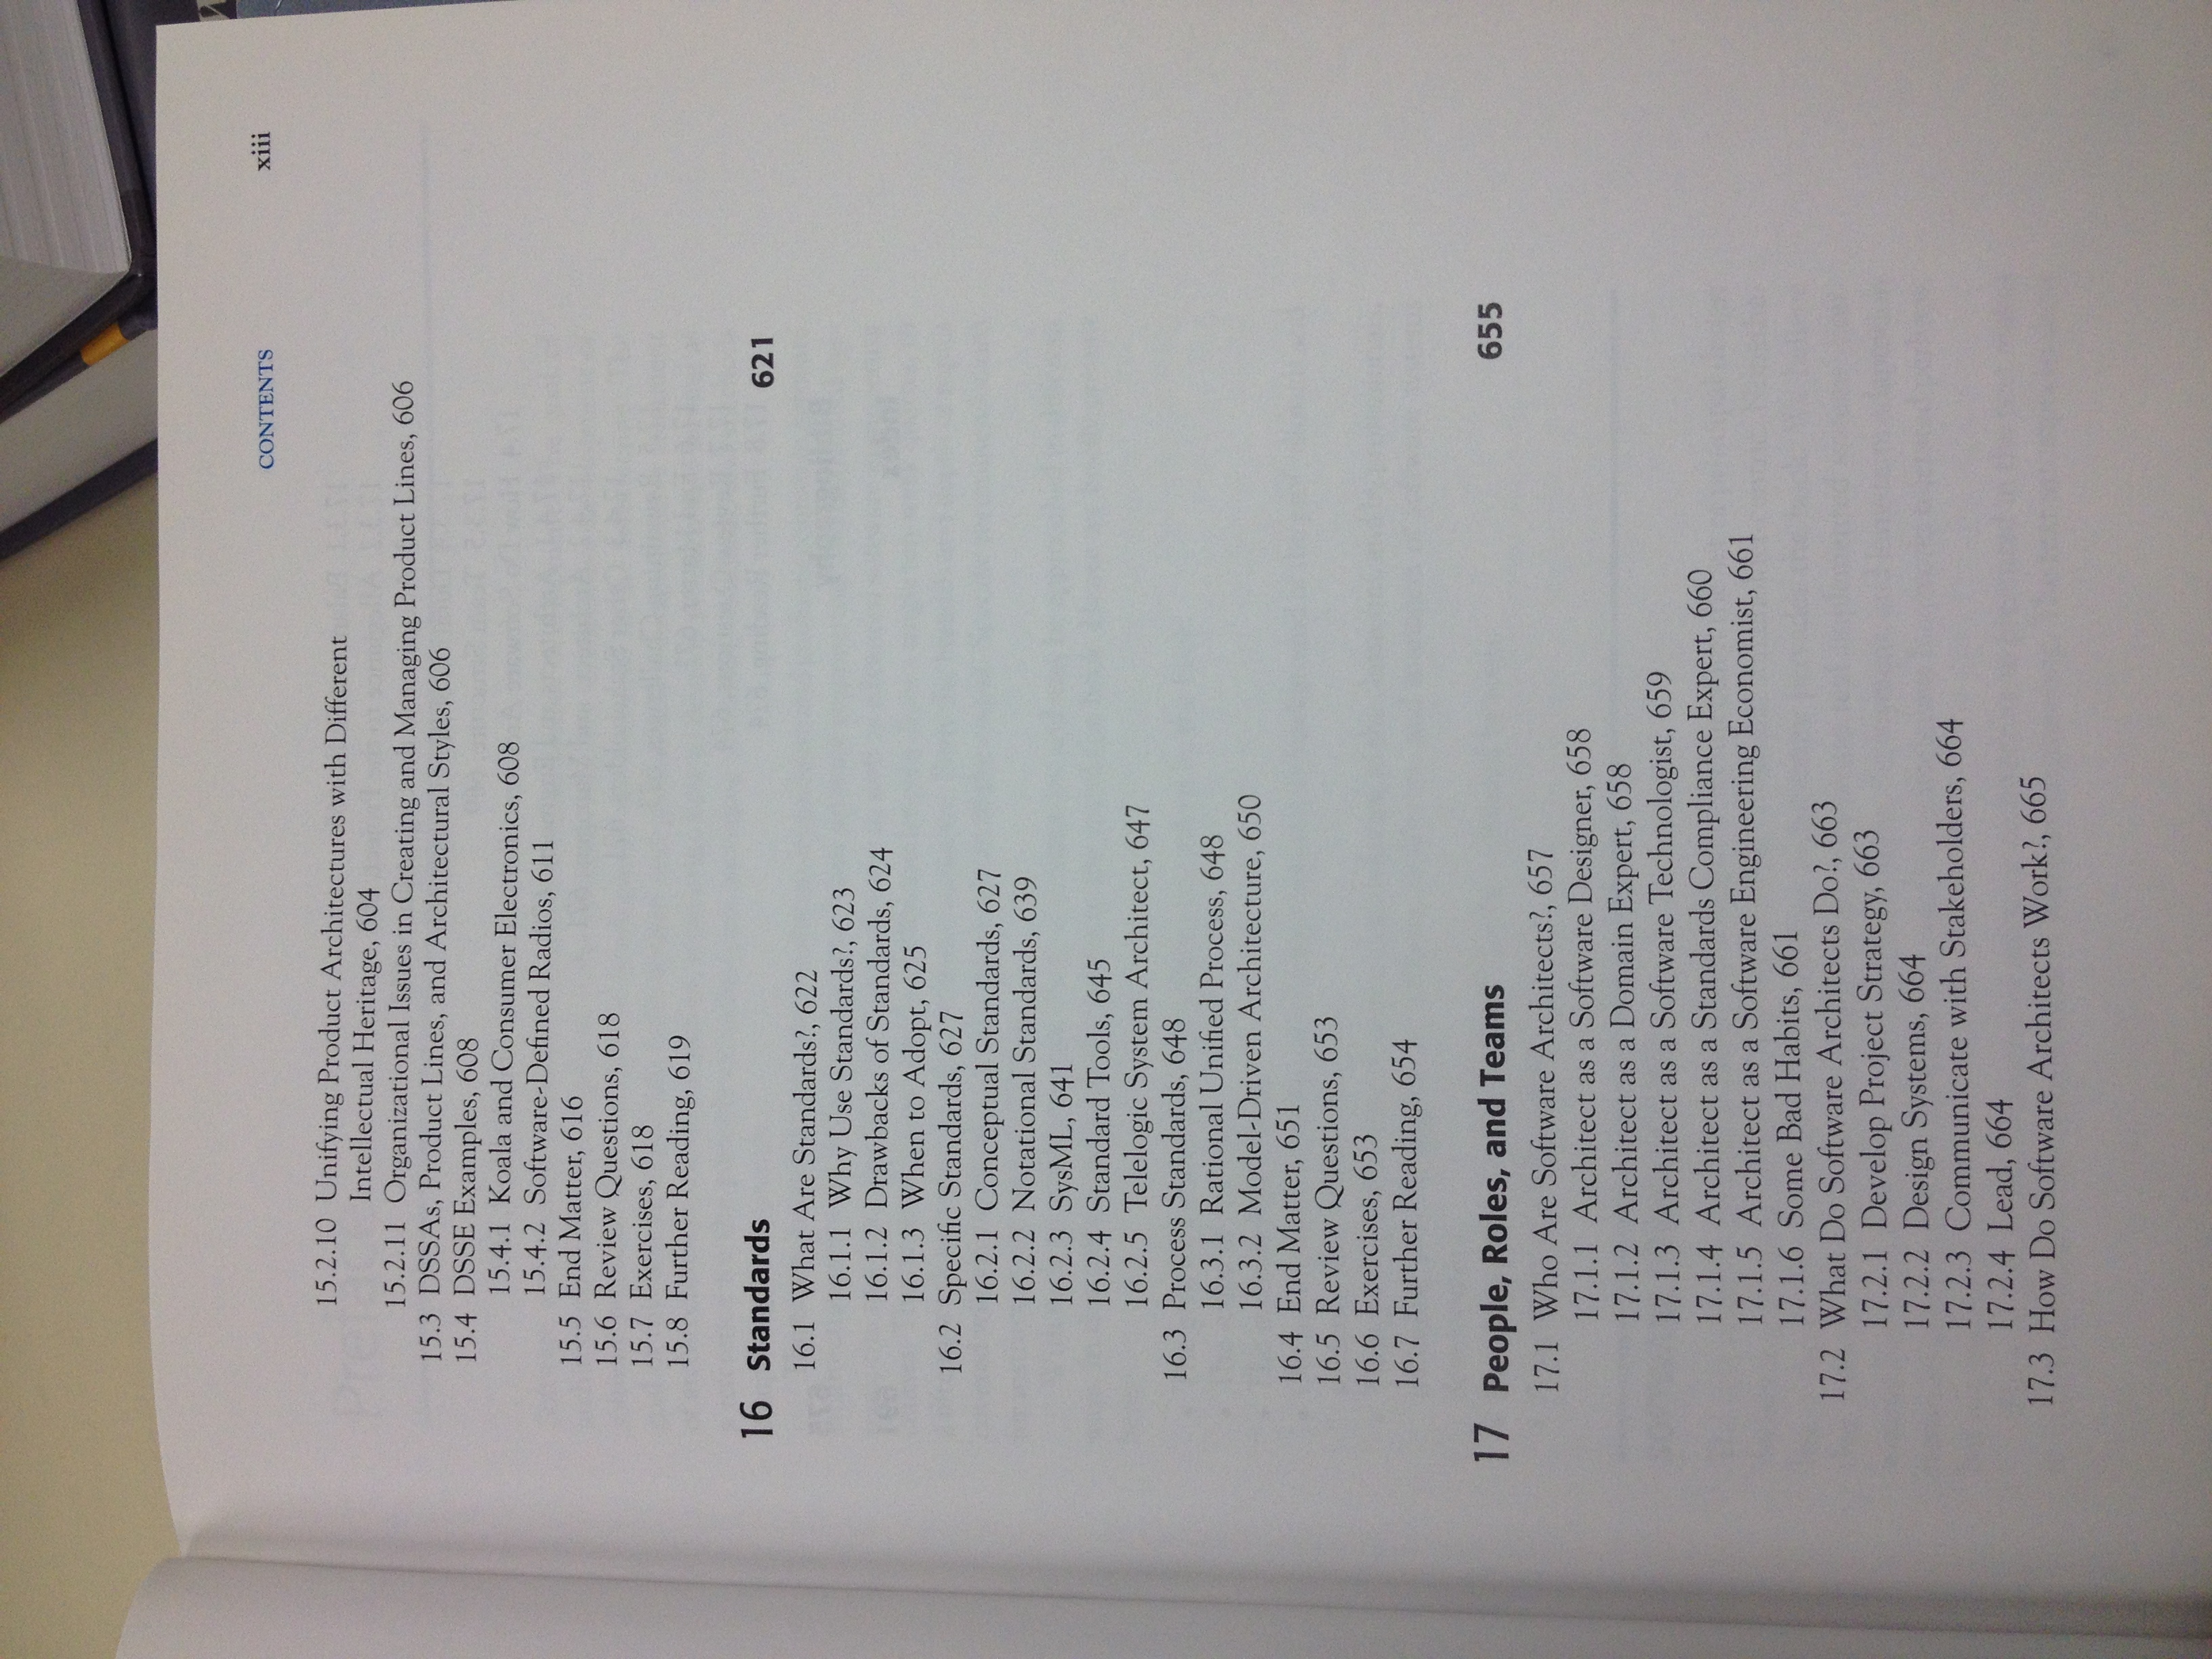 CONTENTS xiii
15.2.10 Unifying Product Architectures with Different
Intellectual Heritage, 604
15.2.11 Organizational Issues in Creating and Managing Product Lines, 606
15.3 DSSAs, Product Lines, and Architectural Styles, 606
15.4 DSSE Examples, 608
15.4.1 Koala and Consumer Electronics, 608
15.4.2 Software-Defined Radios, 611
15.5 End Matter, 616
15.6 Review Questions, 618
15.7 Exercises, 618
15.8 Further Reading, 619
16 Standards 621
16.1 What Are Standards?, 622
16.1.1 Why Use Standards?, 623
16.1.2 Drawbacks of Standards, 624
16.1.3 When to Adopt, 625
16.2 Specific Standards, 627
16.2.1 Conceptual Standards, 627
16.2.2 Notational Standards, 639
16.2.3 SysML, 641
16.2.4 Standard Tools, 645
16.2.5 Telelogic System Architect, 647
16.3 Process Standards, 648
16.3.1 Rational Unified Process, 648
16.3.2 Model-Driven Architecture, 650
16.4 End Matter, 651
16.5 Review Questions, 653
16.6 Exercises, 653
16.7 Further Reading, 654
17 People, Roles, and Teams 655
17.1 Who Are Software Architects?, 657
17.1.1 Architect as a Software Designer, 658
17.1.2 Architect as a Domain Expert, 658
17.1.3 Architect as a Software Technologist, 659
17.1.4 Architect as a Standards Compliance Expert, 660
17.1.5 Architect as a Software Engineering Economist, 661
17.1.6 Some Bad Habits, 661
17.2 What Do Software Architects Do?, 663
17.2.1 Develop Project Strategy, 663
17.2.2 Design Systems, 664
17.2.3 Communicate with Stakeholders, 664
17.2.4 Lead, 664
17.3 How Do Software Architects Work?, 665